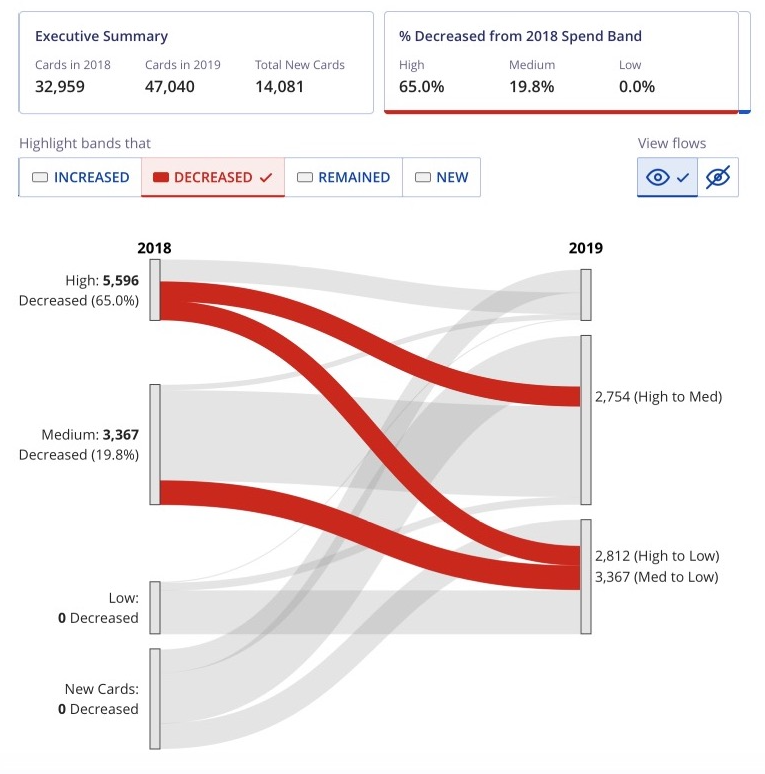 Executive Summary
Cards in 2018 Cards in 2019 Total New Cards
32,959 47,040 14,081
% Decreased from 2018 Spend Band
High Medium Low
65.0% 19.8% 0.0%
Highlight bands that
INCREASED DECREASED REMAINED NEW
View flows
2018
2019
High: 5,596
Decreased (65.0%)
2,754 (High to Med)
Medium: 3,367
Decreased (19.8%)
2,812 (High to Low)
3,367 (Med to Low)
Low:
0 Decreased
New Cards:
0 Decreased